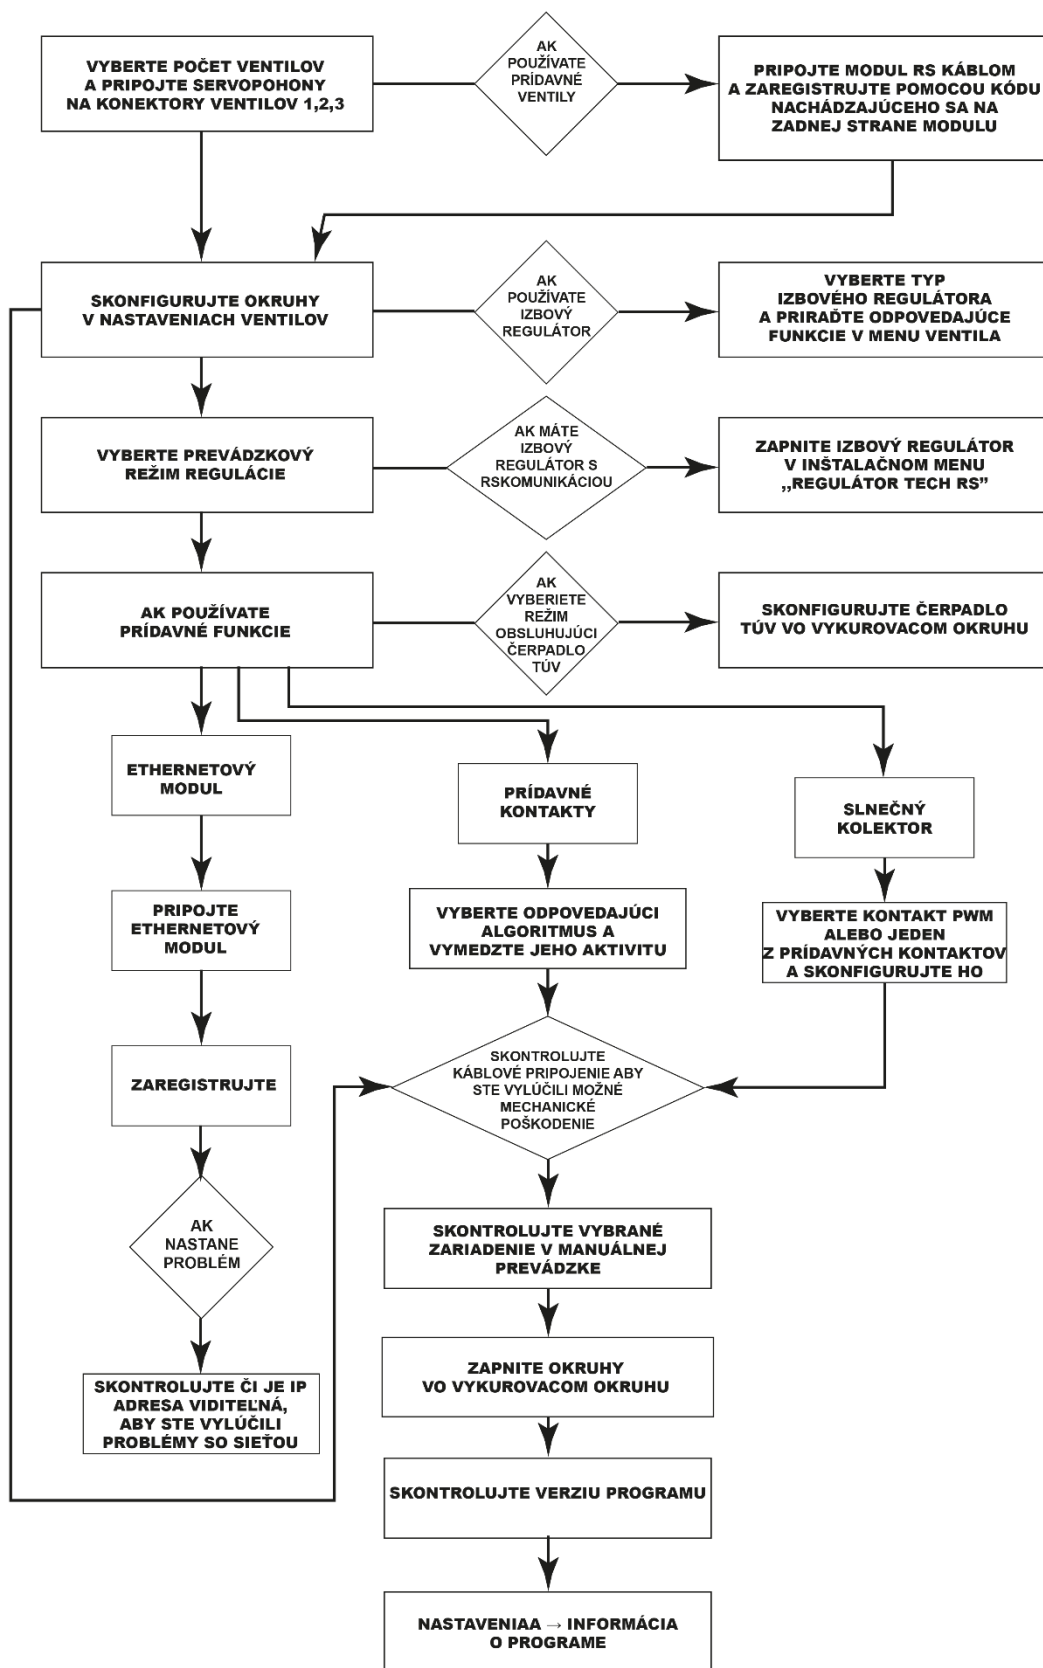 VYBERTE POČET VENTILOV
A PRIPOJTE SERVOPOHONY
NA KONEKTORY VENTILOV 1,2,3
AK
POUŽÍVATE
PRÍDAVNÉ
VENTILY
PRIPOJTE MODUL RS KÁBLOM
A ZAREGISTRUJTE POMOCOU KÓDU
NACHÁDZAJÚCEHO SA NA
ZADNEJ STRANE MODULU
SKONFIGURUJTE OKRUHY
V NASTAVENIACH VENTILOV
AK
POUŽÍVATE
IZBOVÝ
REGULÁTOR
VYBERTE TYP
IZBOVÉHO REGULÁTORA
A PRIRAĎTE ODPOVEDAJÚCE
FUNKCIE V MENU VENTILA
VYBERTE PREVÁDZKOVÝ
REŽIM REGULÁCIE
AK MÁTE
IZBOVÝ
REGULÁTOR S
RSKOMUNIKÁCIOU
ZAPNITE IZBOVÝ REGULÁTOR
V INŠTALAČNOM MENU
,,REGULÁTOR TECH RS”
AK POUŽÍVATE
PRÍDAVNÉ FUNKCIE
AK
VYBERIETE
REŽIM
OBSLUHUJÚCI
ČERPADLO
TÚV
SKONFIGURUJTE ČERPADLO
TÚV VO VYKUROVACOM OKRUHU
ETHERNETOVÝ
MODUL
PRÍDAVNÉ
KONTAKTY
SLNEČNÝ
KOLEKTOR
PRIPOJTE
ETHERNETOVÝ
MODUL
VYBERTE ODPOVEDAJÚCI
ALGORITMUS A
VYMEDZTE JEHO AKTIVITU
VYBERTE KONTAKT PWM
ALEBO JEDEN
Z PRÍDAVNÝCH KONTAKTOV
A SKONFIGURUJTE HO
ZAREGISTRUJTE
SKONTROLUJTE
KÁBLOVÉ PRIPOJENIE ABY
STE VYLÚČILI MOŽNÉ
MECHANICKÉ
POŠKODENIE
AK
NASTANE
PROBLÉM
SKONTROLUJTE VYBRANÉ
ZARIADENIE V MANUÁLNEJ
PREVÁDZKE
SKONTROLUJTE ČI JE IP
ADRESA VIDITEĽNÁ,
ABY STE VYLÚČILI
PROBLÉMY SO SIEŤOU
ZAPNITE OKRUHY
VO VYKUROVACOM OKRUHU
SKONTROLUJTE VERZIU PROGRAMU
NASTAVENIAA → INFORMÁCIA
O PROGRAME